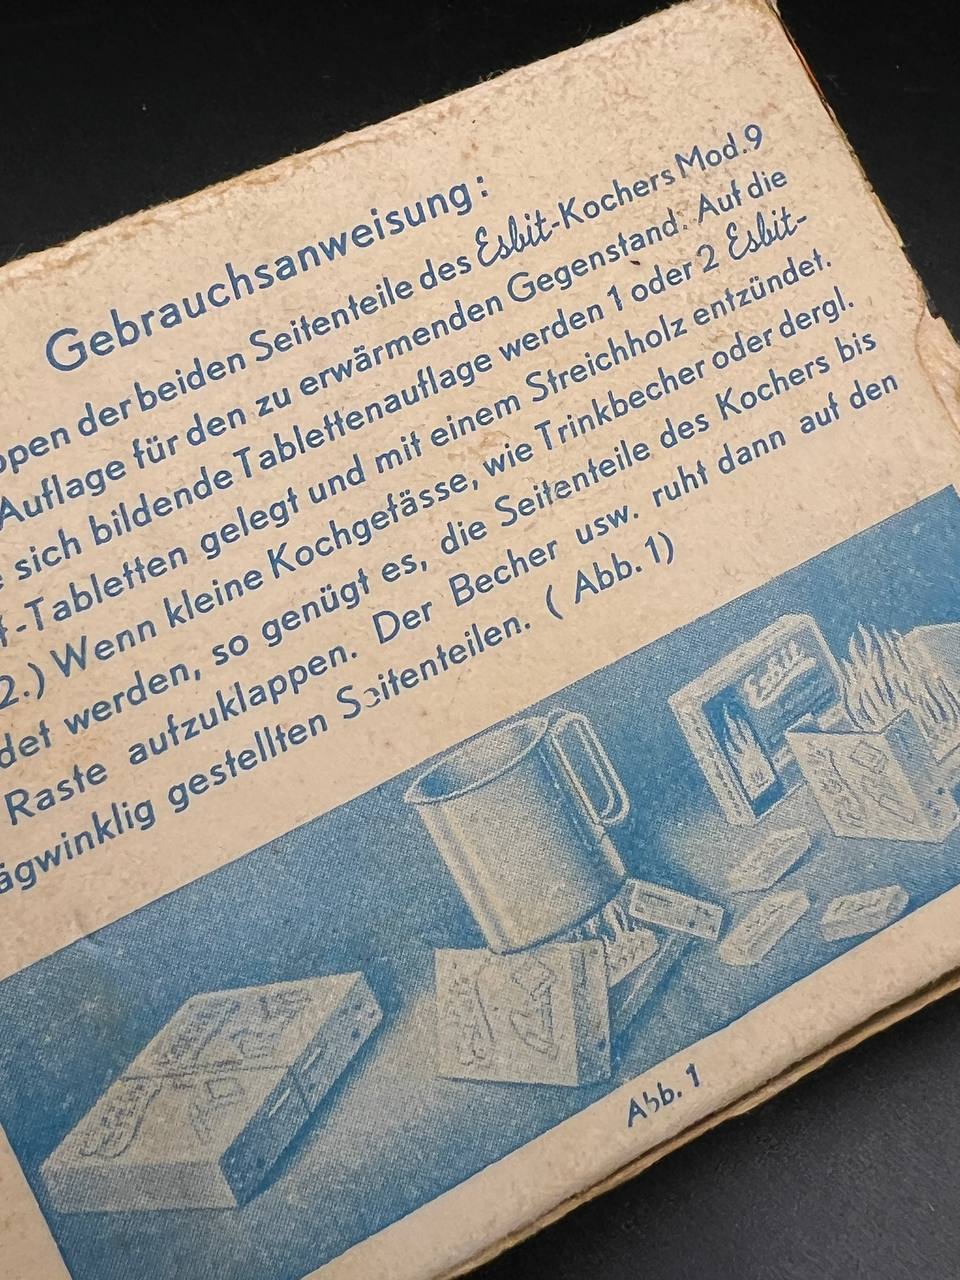 Gebrauchsanweisung:
der beiden Seitenteile des Esbit-Kochers Mod. 9
Auflage für den zu erwärmenden Gegenstand. Auf die
sich bildende Tablettenauflage werden 1 oder 2 Esbit-
-Tabletten gelegt und mit einem Streichholz entzündet.
2.) Wenn kleine Kochgefässe, wie Trinkbecher oder dergl.
det werden, so genügt es, die Seitenteile des Kochers bis
Raste aufzuklappen. Der Becher usw. ruht dann auf den
ägwinklig gestellten Seitenteilen. ( Abb. 1)
Esbit
Abb. 1